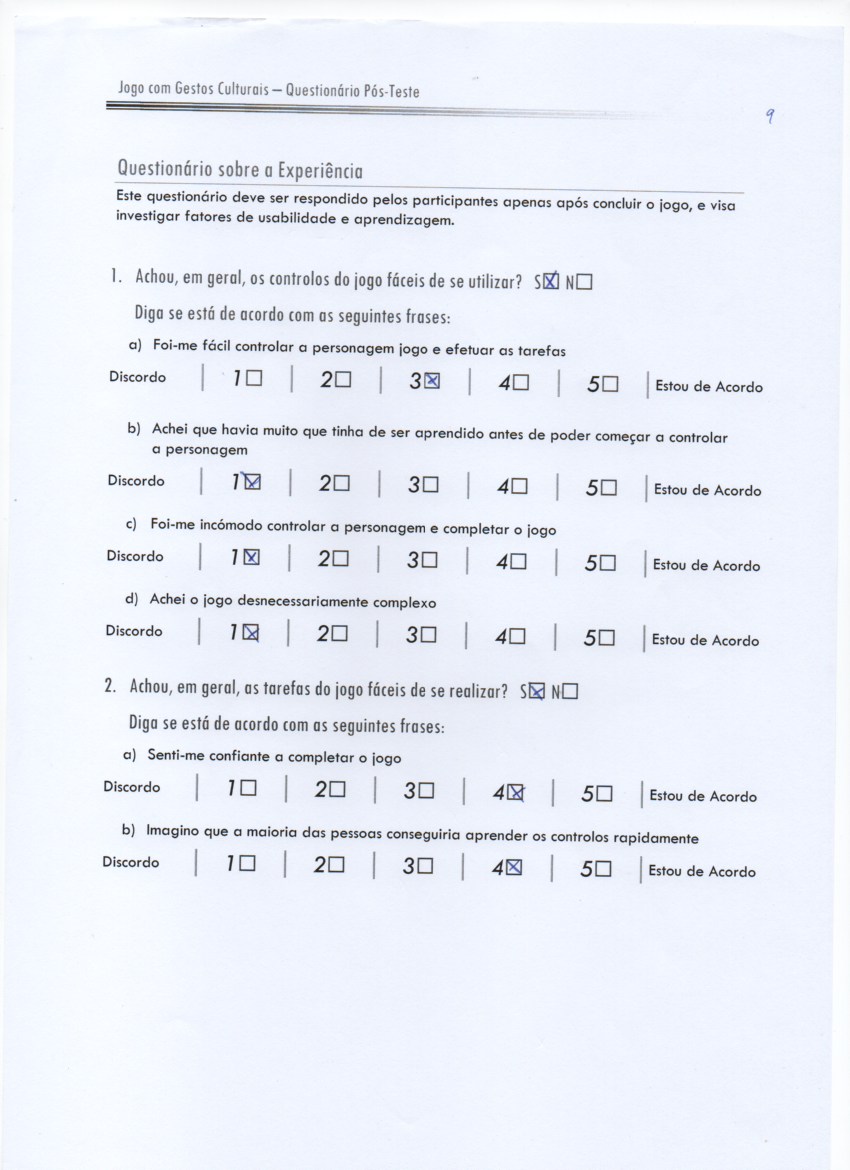 Jogo com Gestos Culturais – Questionário Pós-Teste
9
Questionário sobre a Experiência
Este questionário deve ser respondido pelos participantes apenas após concluir o jogo, e visa
investigar fatores de usabilidade e aprendizagem.
1. Achou, em geral, os controlos do jogo fáceis de se utilizar? S☒ N☐
Diga se está de acordo com as seguintes frases:
a) Foi-me fácil controlar a personagem jogo e efetuar as tarefas
Discordo | 1☐ | 2☐ | 3☒ | 4☐ | 5☐ | Estou de Acordo
b) Achei que havia muito que tinha de ser aprendido antes de poder começar a controlar
a personagem
Discordo | 1☒ | 2☐ | 3☐ | 4☐ | 5☐ | Estou de Acordo
c) Foi-me incómodo controlar a personagem e completar o jogo
Discordo | 1☒ | 2☐ | 3☐ | 4☐ | 5☐ | Estou de Acordo
d) Achei o jogo desnecessariamente complexo
Discordo | 1☒ | 2☐ | 3☐ | 4☐ | 5☐ | Estou de Acordo
2. Achou, em geral, as tarefas do jogo fáceis de se realizar? S☒ N☐
Diga se está de acordo com as seguintes frases:
a) Senti-me confiante a completar o jogo
Discordo | 1☐ | 2☐ | 3☐ | 4☒ | 5☐ | Estou de Acordo
b) Imagino que a maioria das pessoas conseguiria aprender os controlos rapidamente
Discordo | 1☐ | 2☐ | 3☐ | 4☒ | 5☐ | Estou de Acordo